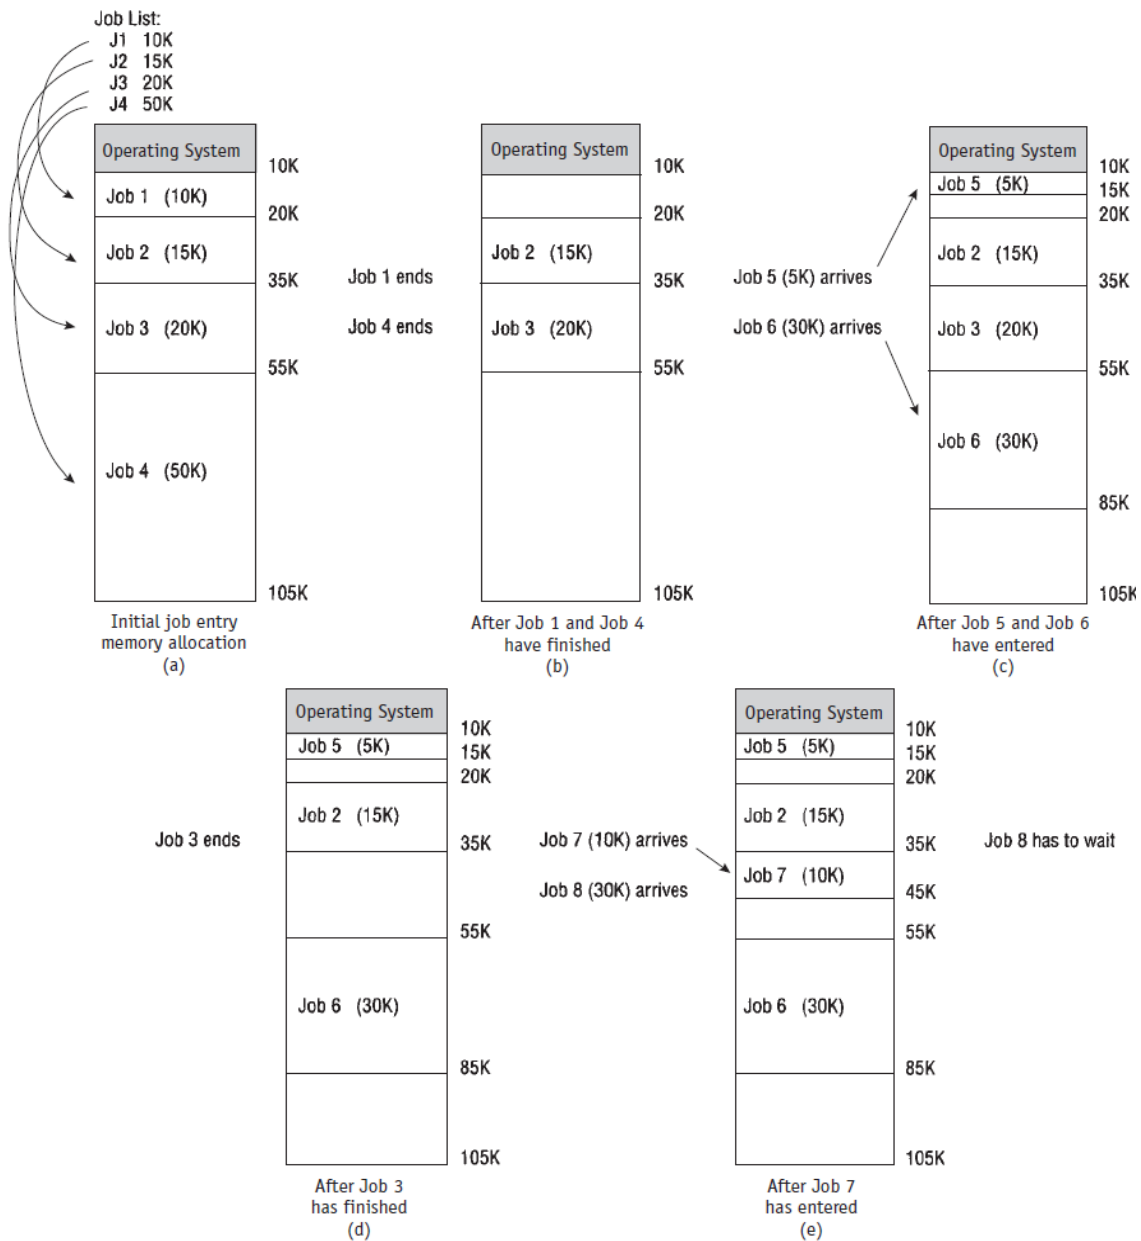 Job List:
J1 10K
J2 15K
J3 20K
J4 50K
Operating System
10K
Job 1 (10K)
20K
Job 2 (15K)
35K
Job 3 (20K)
55K
Job 4 (50K)
105K
Initial job entry
memory allocation
(a)
Job 1 ends
Job 4 ends
Operating System
10K
20K
Job 2 (15K)
35K
Job 3 (20K)
55K
105K
After Job 1 and Job 4
have finished
(b)
Job 5 (5K) arrives
Job 6 (30K) arrives
Operating System
10K
Job 5 (5K)
15K
20K
Job 2 (15K)
35K
Job 3 (20K)
55K
Job 6 (30K)
85K
105K
After Job 5 and Job 6
have entered
(c)
Job 3 ends
Operating System
10K
Job 5 (5K)
15K
20K
Job 2 (15K)
35K
55K
Job 6 (30K)
85K
105K
After Job 3
has finished
(d)
Job 7 (10K) arrives
Job 8 (30K) arrives
Operating System
10K
Job 5 (5K)
15K
20K
Job 2 (15K)
35K
Job 7 (10K)
45K
55K
Job 6 (30K)
85K
105K
After Job 7
has entered
(e)
Job 8 has to wait